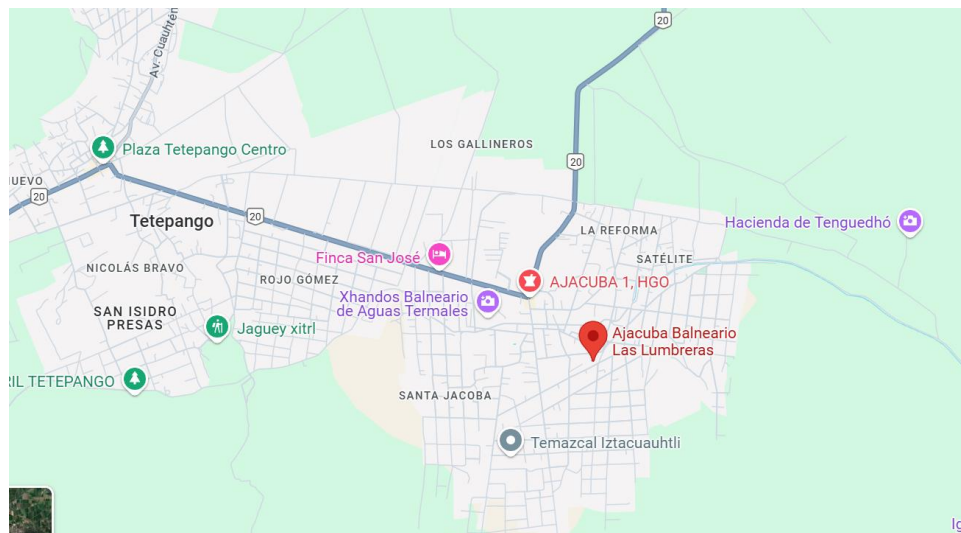 Av. Cuauhtén
20
Plaza Tetepango Centro
LOS GALLINEROS
20
UEVO
20
Tetepango
20
Hacienda de Tenguedhó
LA REFORMA
Finca San José
SATÉLITE
NICOLÁS BRAVO
ROJO GÓMEZ
AJACUBA 1, HGO
Xhandos Balneario
de Aguas Termales
SAN ISIDRO
PRESAS
Jaguey xitrl
Ajacuba Balneario
Las Lumbreras
RIL TETEPANGO
SANTA JACOBA
Temazcal Iztacuauhtli
Ig